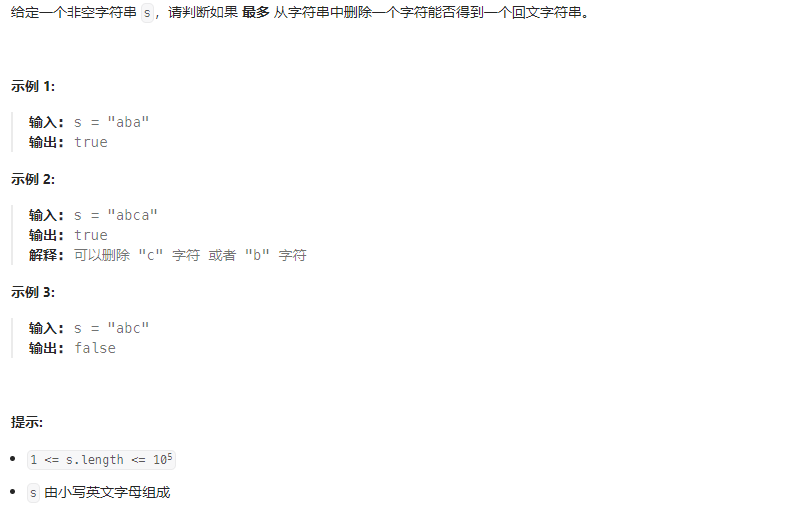 给定一个非空字符串 s，请判断如果 最多 从字符串中删除一个字符能否得到一个回文字符串。
示例 1:
输入: s = "aba"
输出: true
示例 2:
输入: s = "abca"
输出: true
解释: 可以删除 "c" 字符 或者 "b" 字符
示例 3:
输入: s = "abc"
输出: false
提示:
• 1 <= s.length <= 10⁵
• s 由小写英文字母组成